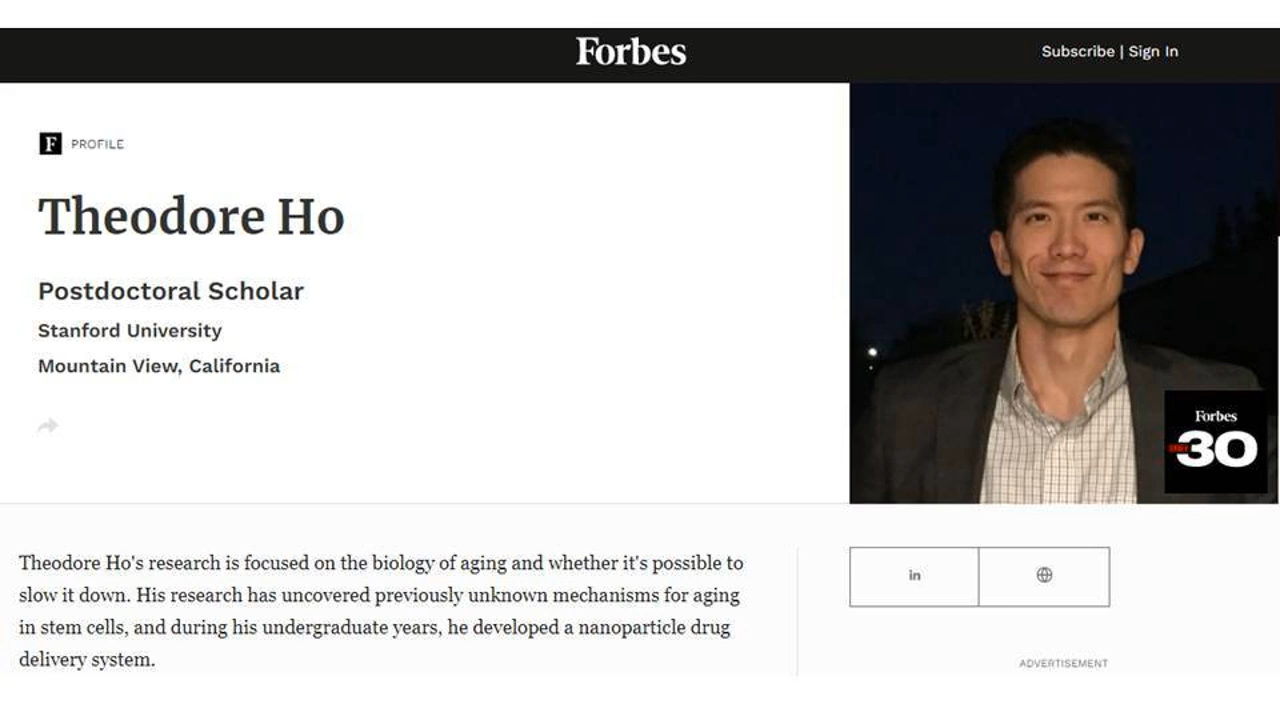 Forbes
Subscribe | Sign In
F PROFILE
Theodore Ho
Postdoctoral Scholar
Stanford University
Mountain View, California
Forbes
30
Theodore Ho's research is focused on the biology of aging and whether it's possible to
slow it down. His research has uncovered previously unknown mechanisms for aging
in stem cells, and during his undergraduate years, he developed a nanoparticle drug
delivery system.
in
ADVERTISEMENT